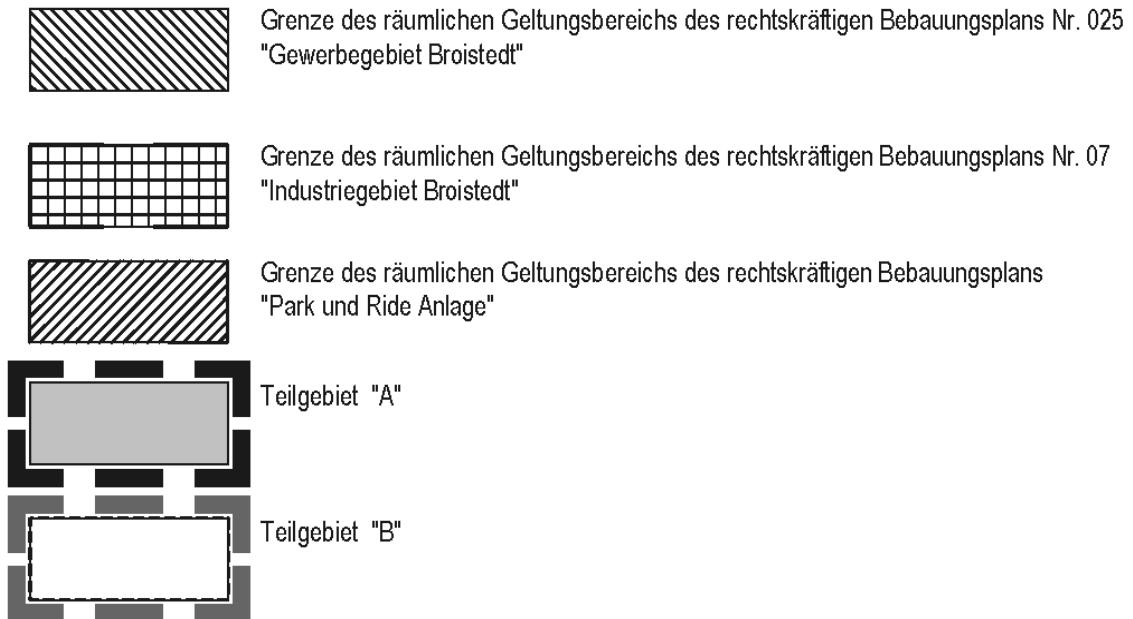 Grenze des räumlichen Geltungsbereichs des rechtskräftigen Bebauungsplans Nr. 025
"Gewerbegebiet Broistedt"
Grenze des räumlichen Geltungsbereichs des rechtskräftigen Bebauungsplans Nr. 07
"Industriegebiet Broistedt"
Grenze des räumlichen Geltungsbereichs des rechtskräftigen Bebauungsplans
"Park und Ride Anlage"
Teilgebiet "A"
Teilgebiet "B"